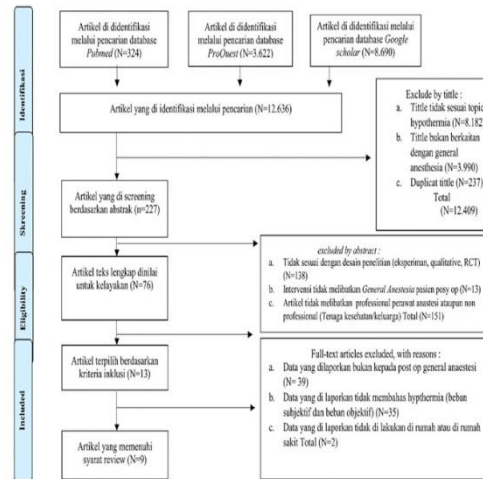 Identifikasi
Artikel di didentifikasi
melalui pencarian database
Pubmed (N=324)
Artikel di didentifikasi
melalui pencarian database
ProQuest (N=3.622)
Artikel di didentifikasi
melalui pencarian database Google
scholar (N=8.690)
Artikel yang di identifikasi melalui pencarian (N=12.636)
Exclude by tittle :
a. Tittle tidak sesuai topic
hypothermia (N=8.182)
b. Tittle bukan berkaitan
dengan general
anesthesia (N=3.990)
c. Duplicat tittle (N=237)
Total
(N=12.409)
Skreening
Artikel yang di screening
berdasarkan abstrak (n=227)
excluded by abstract :
a. Tidak sesuai dengan desain penelitian (eksperiman, qualitative, RCT)
(N=138)
b. Intervensi tidak melibatkan General Anestesia pasien posy op (N=13)
c. Artikel tidak melibatkan professional perawat anestesi ataupun non
professional (Tenaga kesehatan/keluarga) Total (N=151)
Eligibility
Artikel teks lengkap dinilai
untuk kelayakan (N=76)
Artikel terpilih berdasarkan
kriteria inklusi (N=13)
Full-text articles excluded, with reasons :
a. Data yang dilaporkan bukan kepada post op general anaestesi
(N= 39)
b. Data yang di laporkan tidak membahas hypthermia (beban
subjektif dan beban objektif) (N=35)
c. Data yang di laporkan tidak di lakukan di rumah atau di rumah
sakit Total (N=2)
Included
Artikel yang memenuhi
syarat review (N=9)